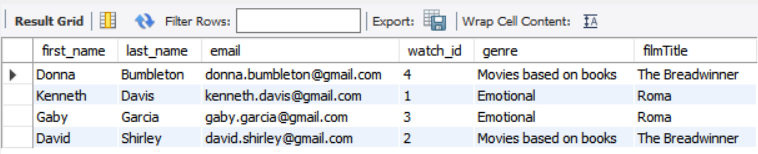 Result Grid Filter Rows: Export: Wrap Cell Content: IA
first_name last_name email watch_id genre filmTitle
Donna Bumbleton donna.bumbleton@gmail.com 4 Movies based on books The Breadwinner
Kenneth Davis kenneth.davis@gmail.com 1 Emotional Roma
Gaby Garcia gaby.garcia@gmail.com 3 Emotional Roma
David Shirley david.shirley@gmail.com 2 Movies based on books The Breadwinner